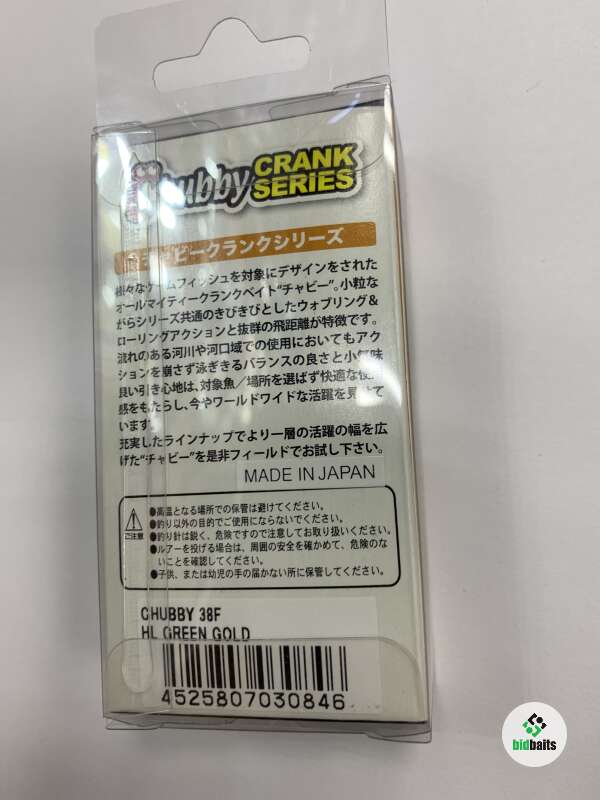 Chubby CRANK
SERIES
チャビークランクシリーズ
様々なゲームフィッシュを対象にデザインをされた
オールマイティークランクベイト"チャビー"。小粒な
がらシリーズ共通のきびきびとしたウォブリング&
ローリングアクションと抜群の飛距離が特徴です。
流れのある河川や河口域での使用においてもアク
ションを崩さず泳ぎきるバランスの良さと小気味
良い引き心地は、対象魚/場所を選ばず快適な使用
感をもたらし、今やワールドワイドな活躍を見せて
います。
充実したラインナップでより一層の活躍の幅を広
げた"チャビー"を是非フィールドでお試し下さい。
MADE IN JAPAN
ご注意
●高温となる場所での保管は避けてください。
●釣り以外の目的でご使用にならないでください。
●釣り針は鋭く、危険ですので注意してお取り扱いください。
●ルアーを投げる場合は、周囲の安全を確かめて、危険のな
いことを確認してください。
●子供、または幼児の手の届かない所に保管してください。
CHUBBY 38F
HL GREEN GOLD
4525807030846
bidbaits